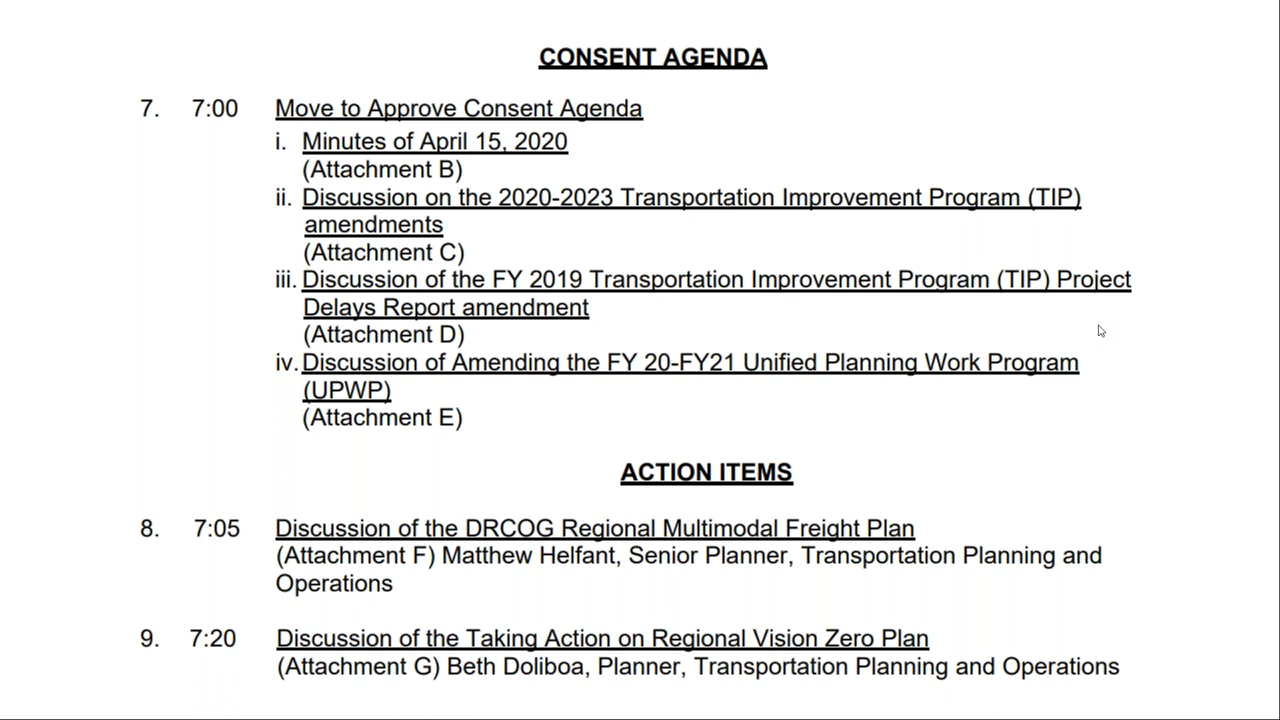 CONSENT AGENDA
7. 7:00 Move to Approve Consent Agenda
i. Minutes of April 15, 2020
(Attachment B)
ii. Discussion on the 2020-2023 Transportation Improvement Program (TIP)
amendments
(Attachment C)
iii. Discussion of the FY 2019 Transportation Improvement Program (TIP) Project
Delays Report amendment
(Attachment D)
iv. Discussion of Amending the FY 20-FY21 Unified Planning Work Program
(UPWP)
(Attachment E)
ACTION ITEMS
8. 7:05 Discussion of the DRCOG Regional Multimodal Freight Plan
(Attachment F) Matthew Helfant, Senior Planner, Transportation Planning and
Operations
9. 7:20 Discussion of the Taking Action on Regional Vision Zero Plan
(Attachment G) Beth Doliboa, Planner, Transportation Planning and Operations